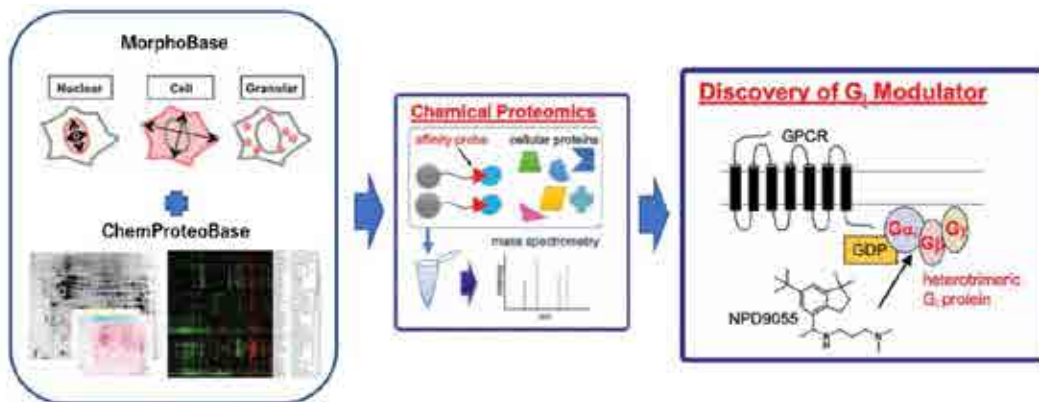 MorphoBase
Nuclear
Cell
Granular
ChemProteoBase
Chemical Proteomics
affinity probe
cellular proteins
mass spectrometry
Discovery of Gᵢ Modulator
GPCR
Gα
Gβ
Gγ
GDP
heterotrimeric
Gᵢ protein
NPD9055
N
H
N